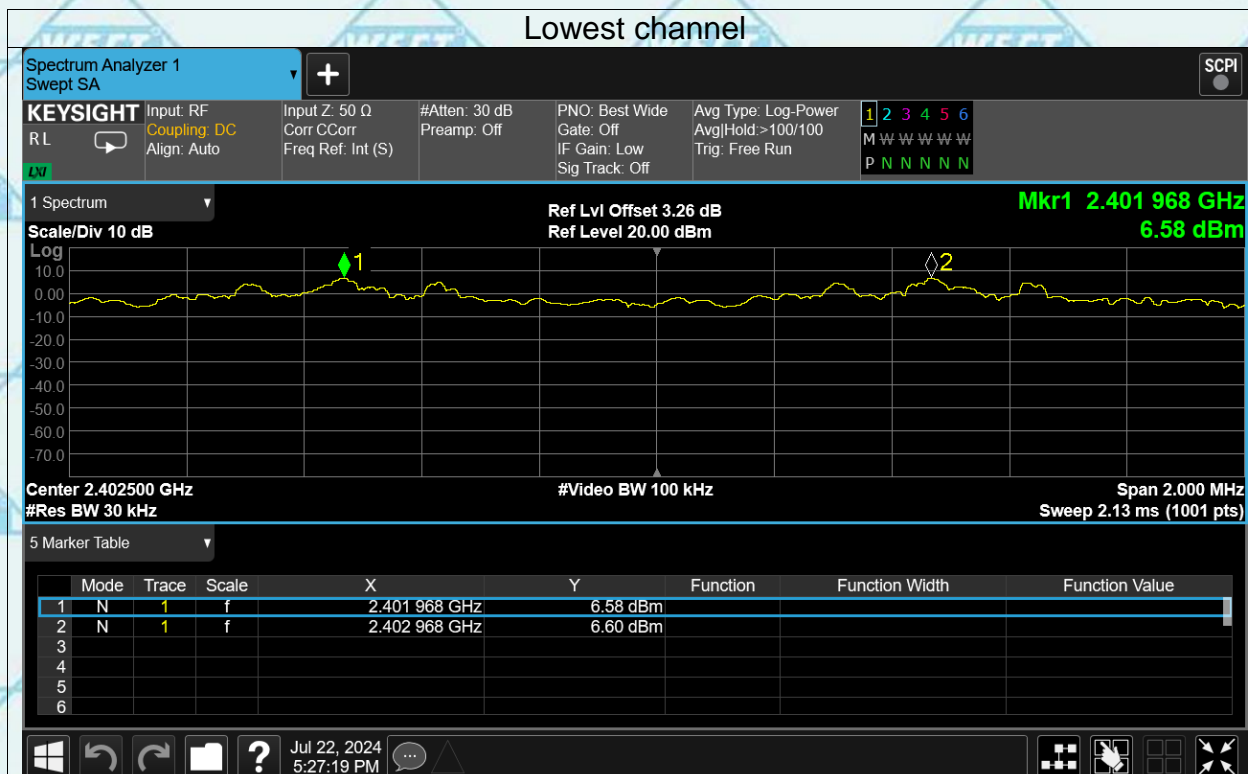 Lowest channel
Spectrum Analyzer 1
Swept SA
+
SCPI
KEYSIGHT
RL
LXI
Input: RF
Coupling: DC
Align: Auto
Input Z: 50 Ω
Corr CCorr
Freq Ref: Int (S)
#Atten: 30 dB
Preamp: Off
PNO: Best Wide
Gate: Off
IF Gain: Low
Sig Track: Off
Avg Type: Log-Power
Avg|Hold:>100/100
Trig: Free Run
1 2 3 4 5 6
M W W W W W
P N N N N N
1 Spectrum
Scale/Div 10 dB
Ref Lvl Offset 3.26 dB
Ref Level 20.00 dBm
Mkr1 2.401 968 GHz
6.58 dBm
Log
10.0
0.00
-10.0
-20.0
-30.0
-40.0
-50.0
-60.0
-70.0
1
2
Center 2.402500 GHz
#Res BW 30 kHz
#Video BW 100 kHz
Span 2.000 MHz
Sweep 2.13 ms (1001 pts)
5 Marker Table
Mode Trace Scale X Y Function Function Width Function Value
1 N 1 f 2.401 968 GHz 6.58 dBm
2 N 1 f 2.402 968 GHz 6.60 dBm
3
4
5
6
?
Jul 22, 2024
5:27:19 PM